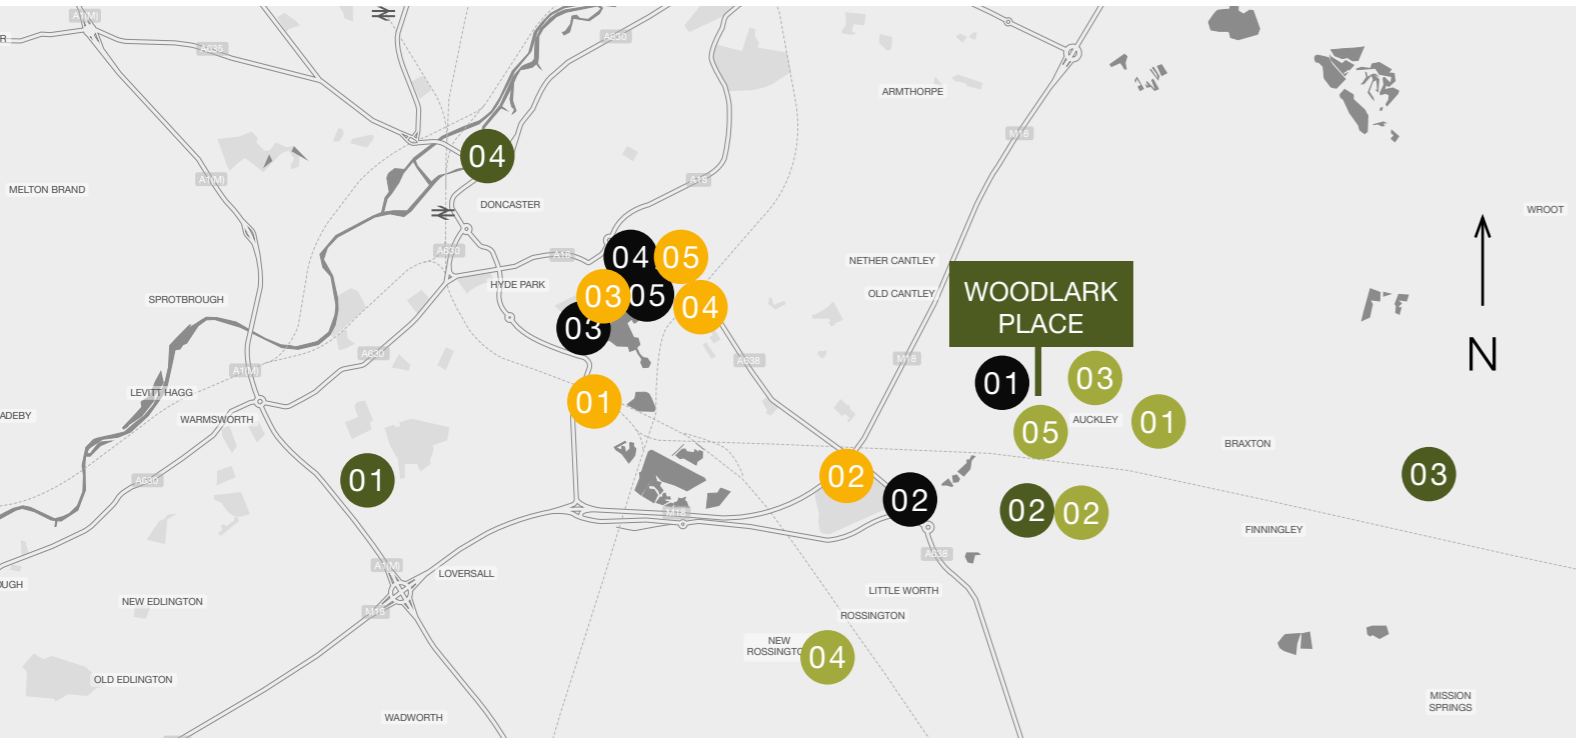 A1(M)
R
A635
A630
ARMTHORPE
M18
04
A1(M)
A18
MELTON BRAND
DONCASTER
WROOT
A630
A18
04
05
NETHER CANTLEY
HYDE PARK
OLD CANTLEY
WOODLARK
PLACE
SPROTBROUGH
03
05
04
03
N
A630
A638
M18
A1(M)
01
03
LEVITT HAGG
01
ADEBY
WARMSWORTH
05
AUCKLEY
01
BRAXTON
A630
01
02
03
02
M18
02
02
FINNINGLEY
A638
A1(M)
LOVERSALL
OUGH
LITTLE WORTH
NEW EDLINGTON
M18
ROSSINGTON
NEW
ROSSINGTO
04
OLD EDLINGTON
MISSION
SPRINGS
WADWORTH